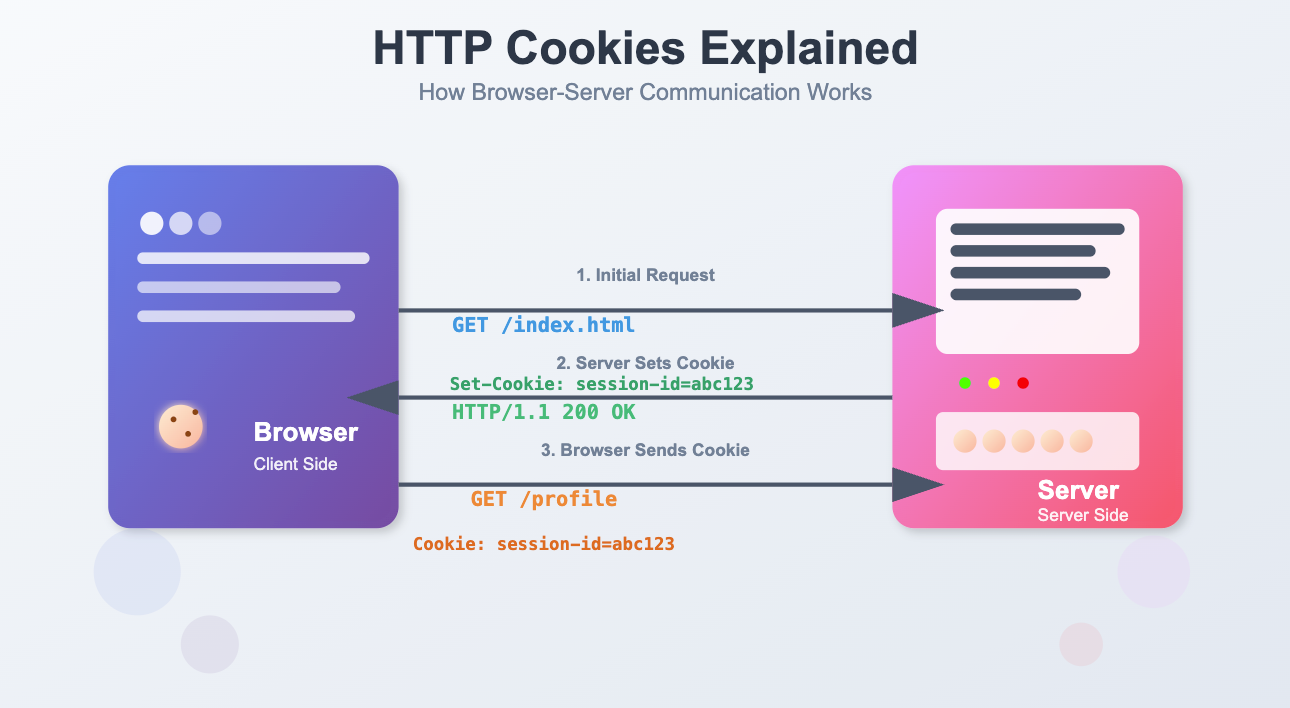 HTTP Cookies Explained
How Browser-Server Communication Works
1. Initial Request
GET /index.html
2. Server Sets Cookie
Set-Cookie: session-id=abc123
HTTP/1.1 200 OK
3. Browser Sends Cookie
GET /profile
Cookie: session-id=abc123
Browser
Client Side
Server
Server Side